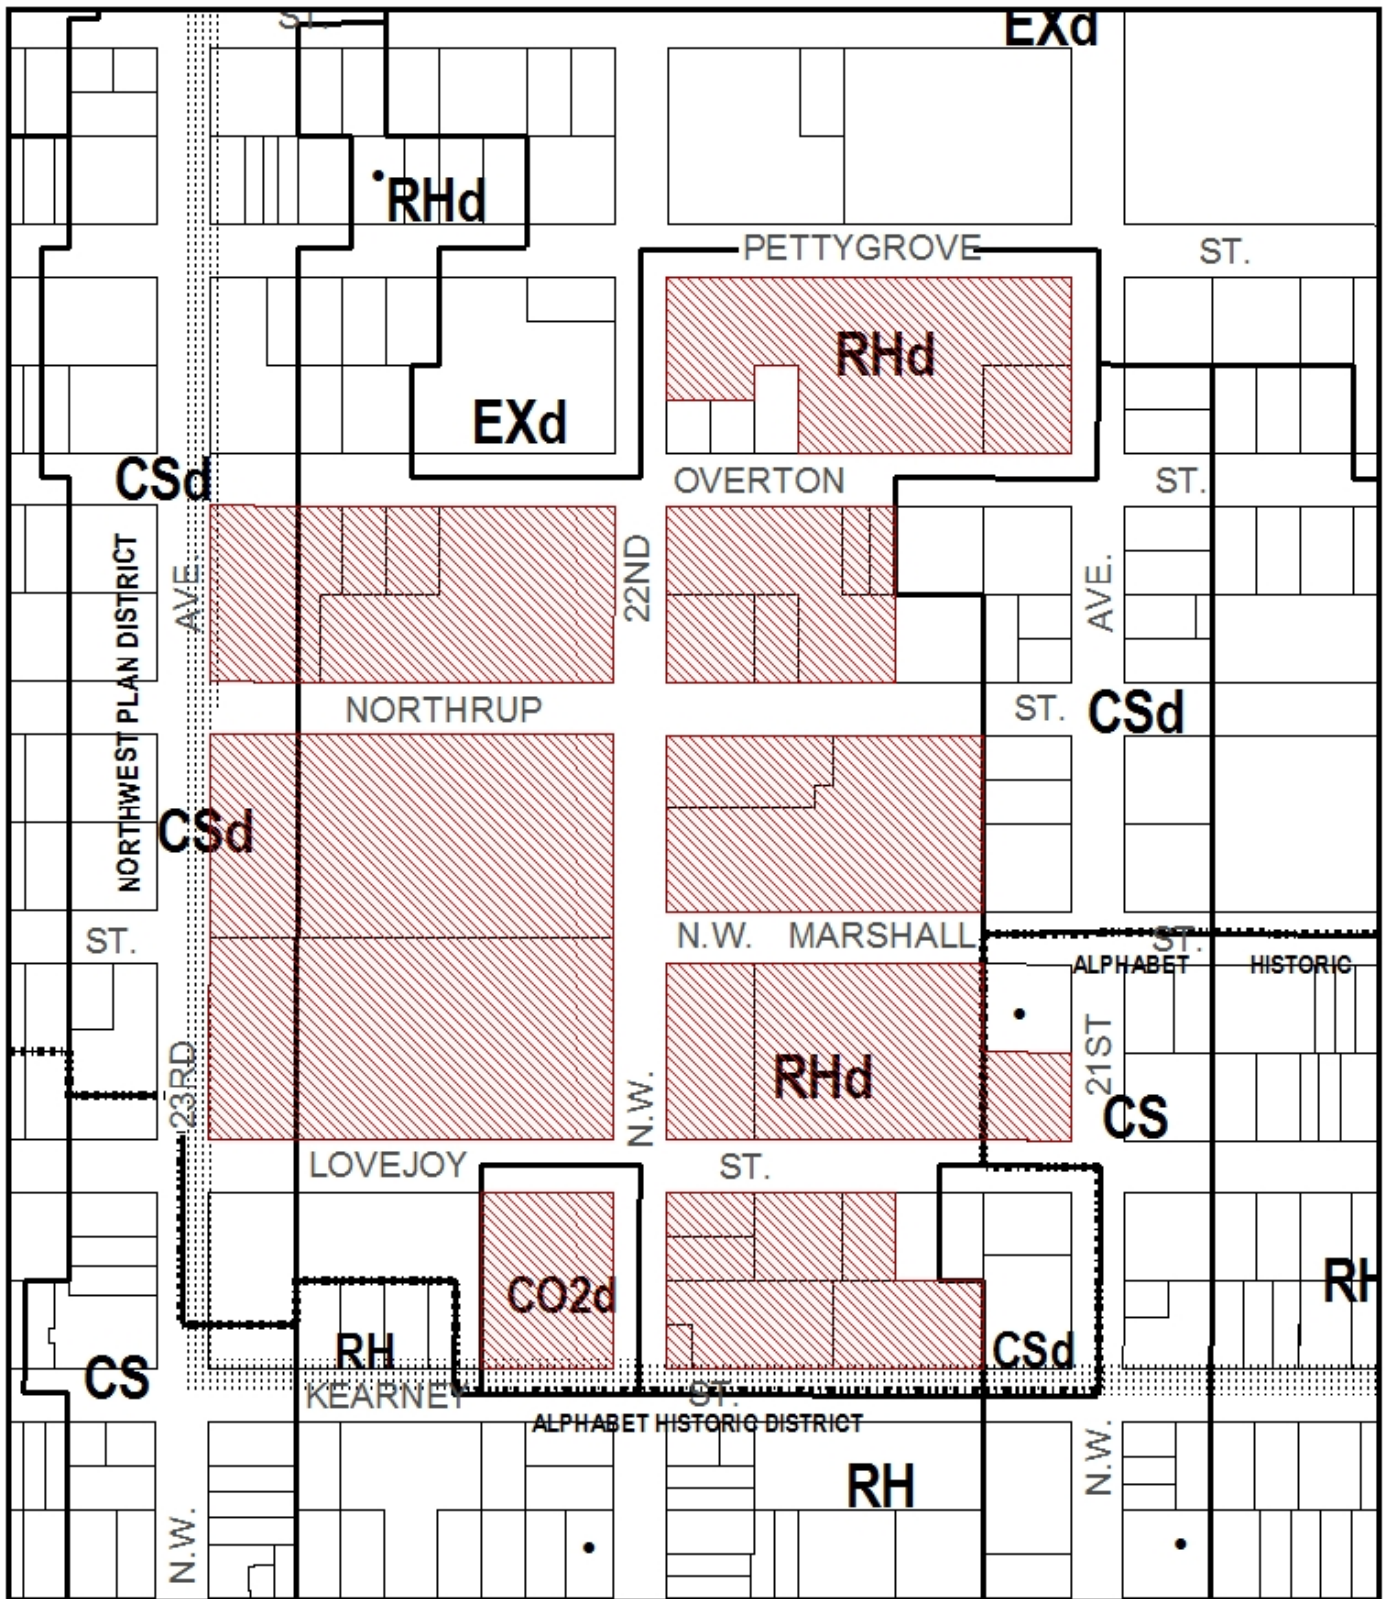 ST.
EXd
RHd
PETTYGROVE
ST.
RHd
EXd
CSd
OVERTON
ST.
NORTHWEST PLAN DISTRICT
AVE.
22ND
AVE.
NORTHRUP
ST.
CSd
CSd
ST.
N.W. MARSHALL
ST.
ALPHABET HISTORIC
23RD
N.W.
RHd
21ST
CS
LOVEJOY
ST.
CO2d
RH
RH
CSd
CS
KEARNEY
ST.
ALPHABET HISTORIC DISTRICT
RH
N.W.
N.W.